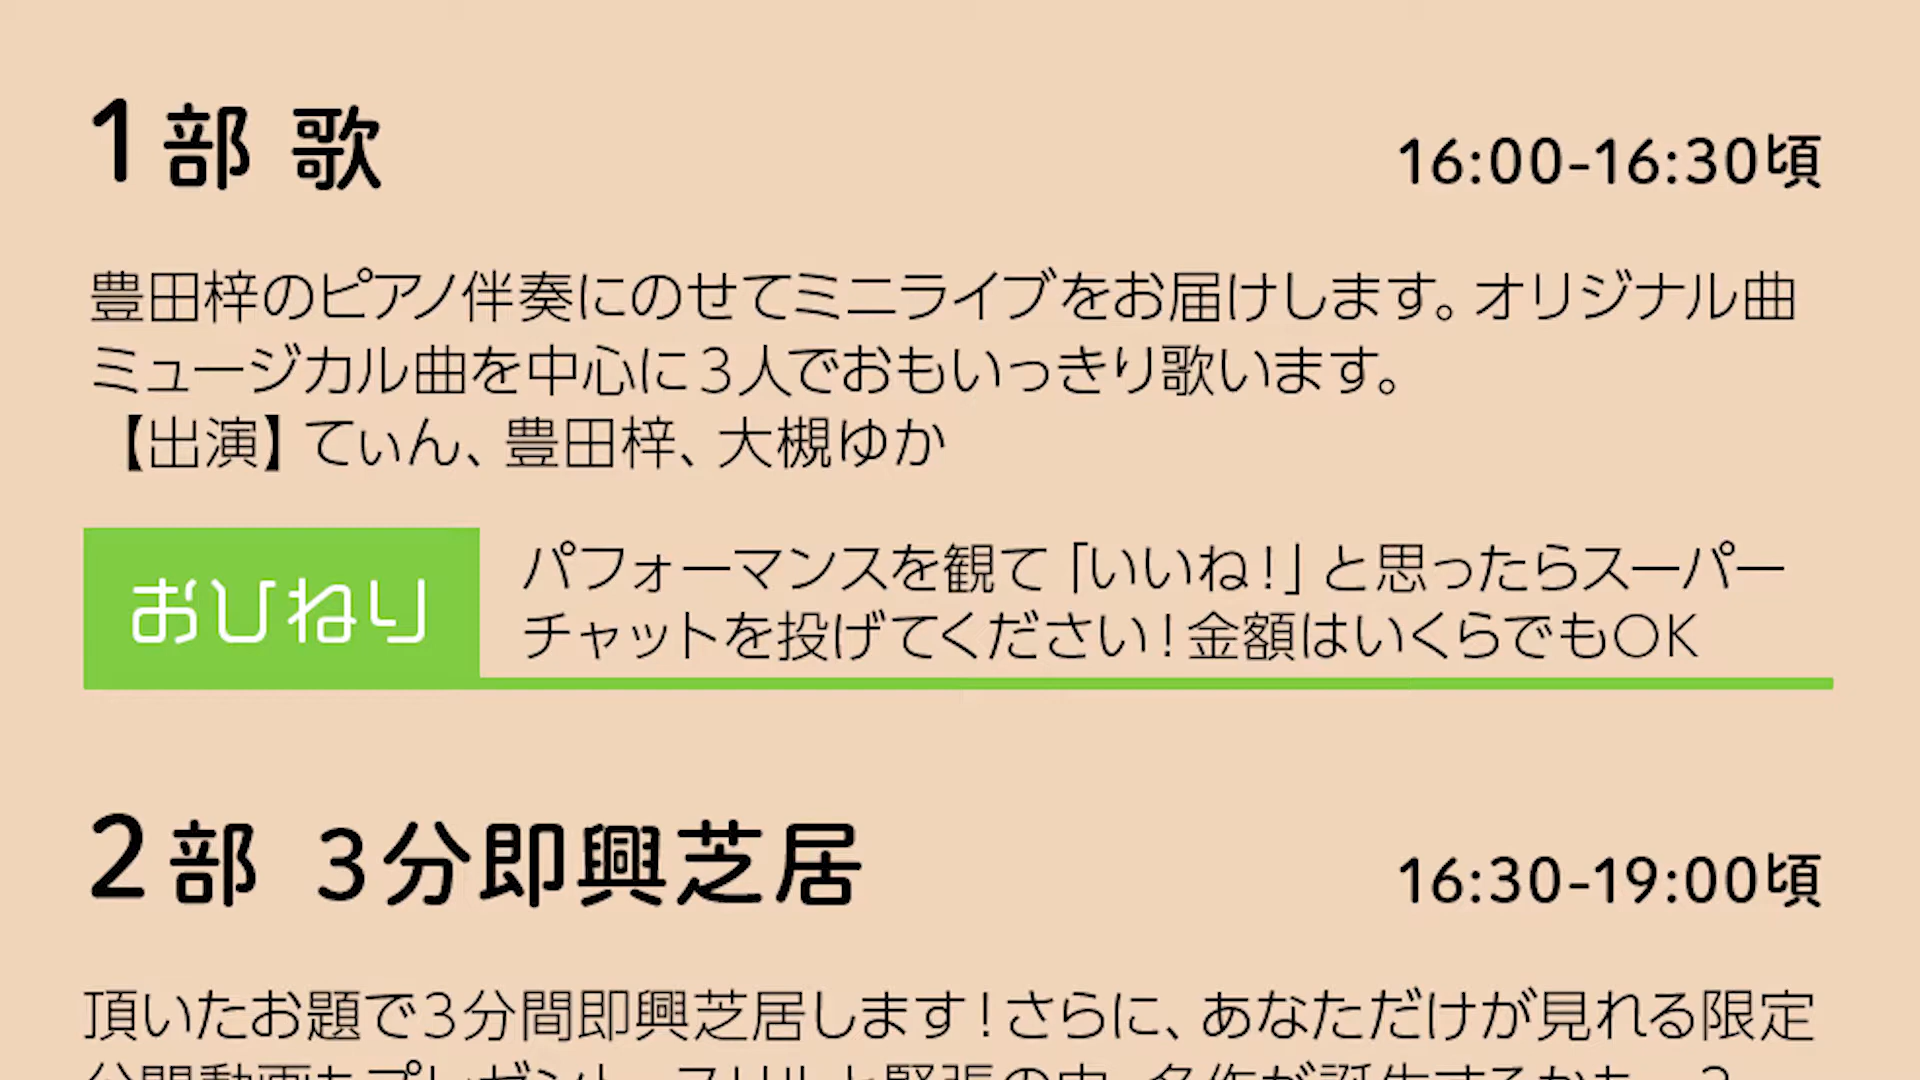 1部 歌
16:00-16:30頃
豊田梓のピアノ伴奏にのせてミニライブをお届けします。オリジナル曲
ミュージカル曲を中心に3人でおもいっきり歌います。
【出演】てぃん、豊田梓、大槻ゆか
おひねり
パフォーマンスを観て「いいね!」と思ったらスーパー
チャットを投げてください!金額はいくらでもOK
2部 3分即興芝居
16:30-19:00頃
頂いたお題で3分間即興芝居します!さらに、あなただけが見れる限定